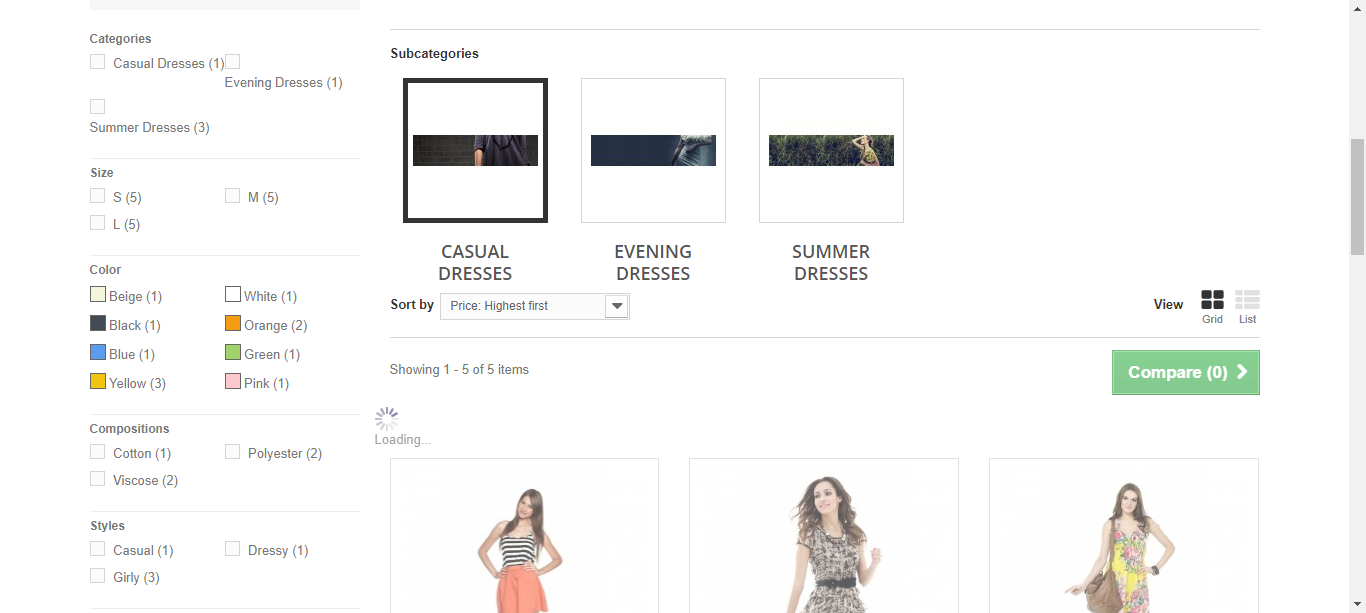 Categories
Casual Dresses (1)
Evening Dresses (1)
Summer Dresses (3)
Size
S (5)
M (5)
L (5)
Color
Beige (1)
White (1)
Black (1)
Orange (2)
Blue (1)
Green (1)
Yellow (3)
Pink (1)
Compositions
Cotton (1)
Polyester (2)
Viscose (2)
Styles
Casual (1)
Dressy (1)
Girly (3)
Subcategories
CASUAL
DRESSES
EVENING
DRESSES
SUMMER
DRESSES
Sort by
Price: Highest first
View
Grid
List
Showing 1 - 5 of 5 items
Compare (0)
Loading...